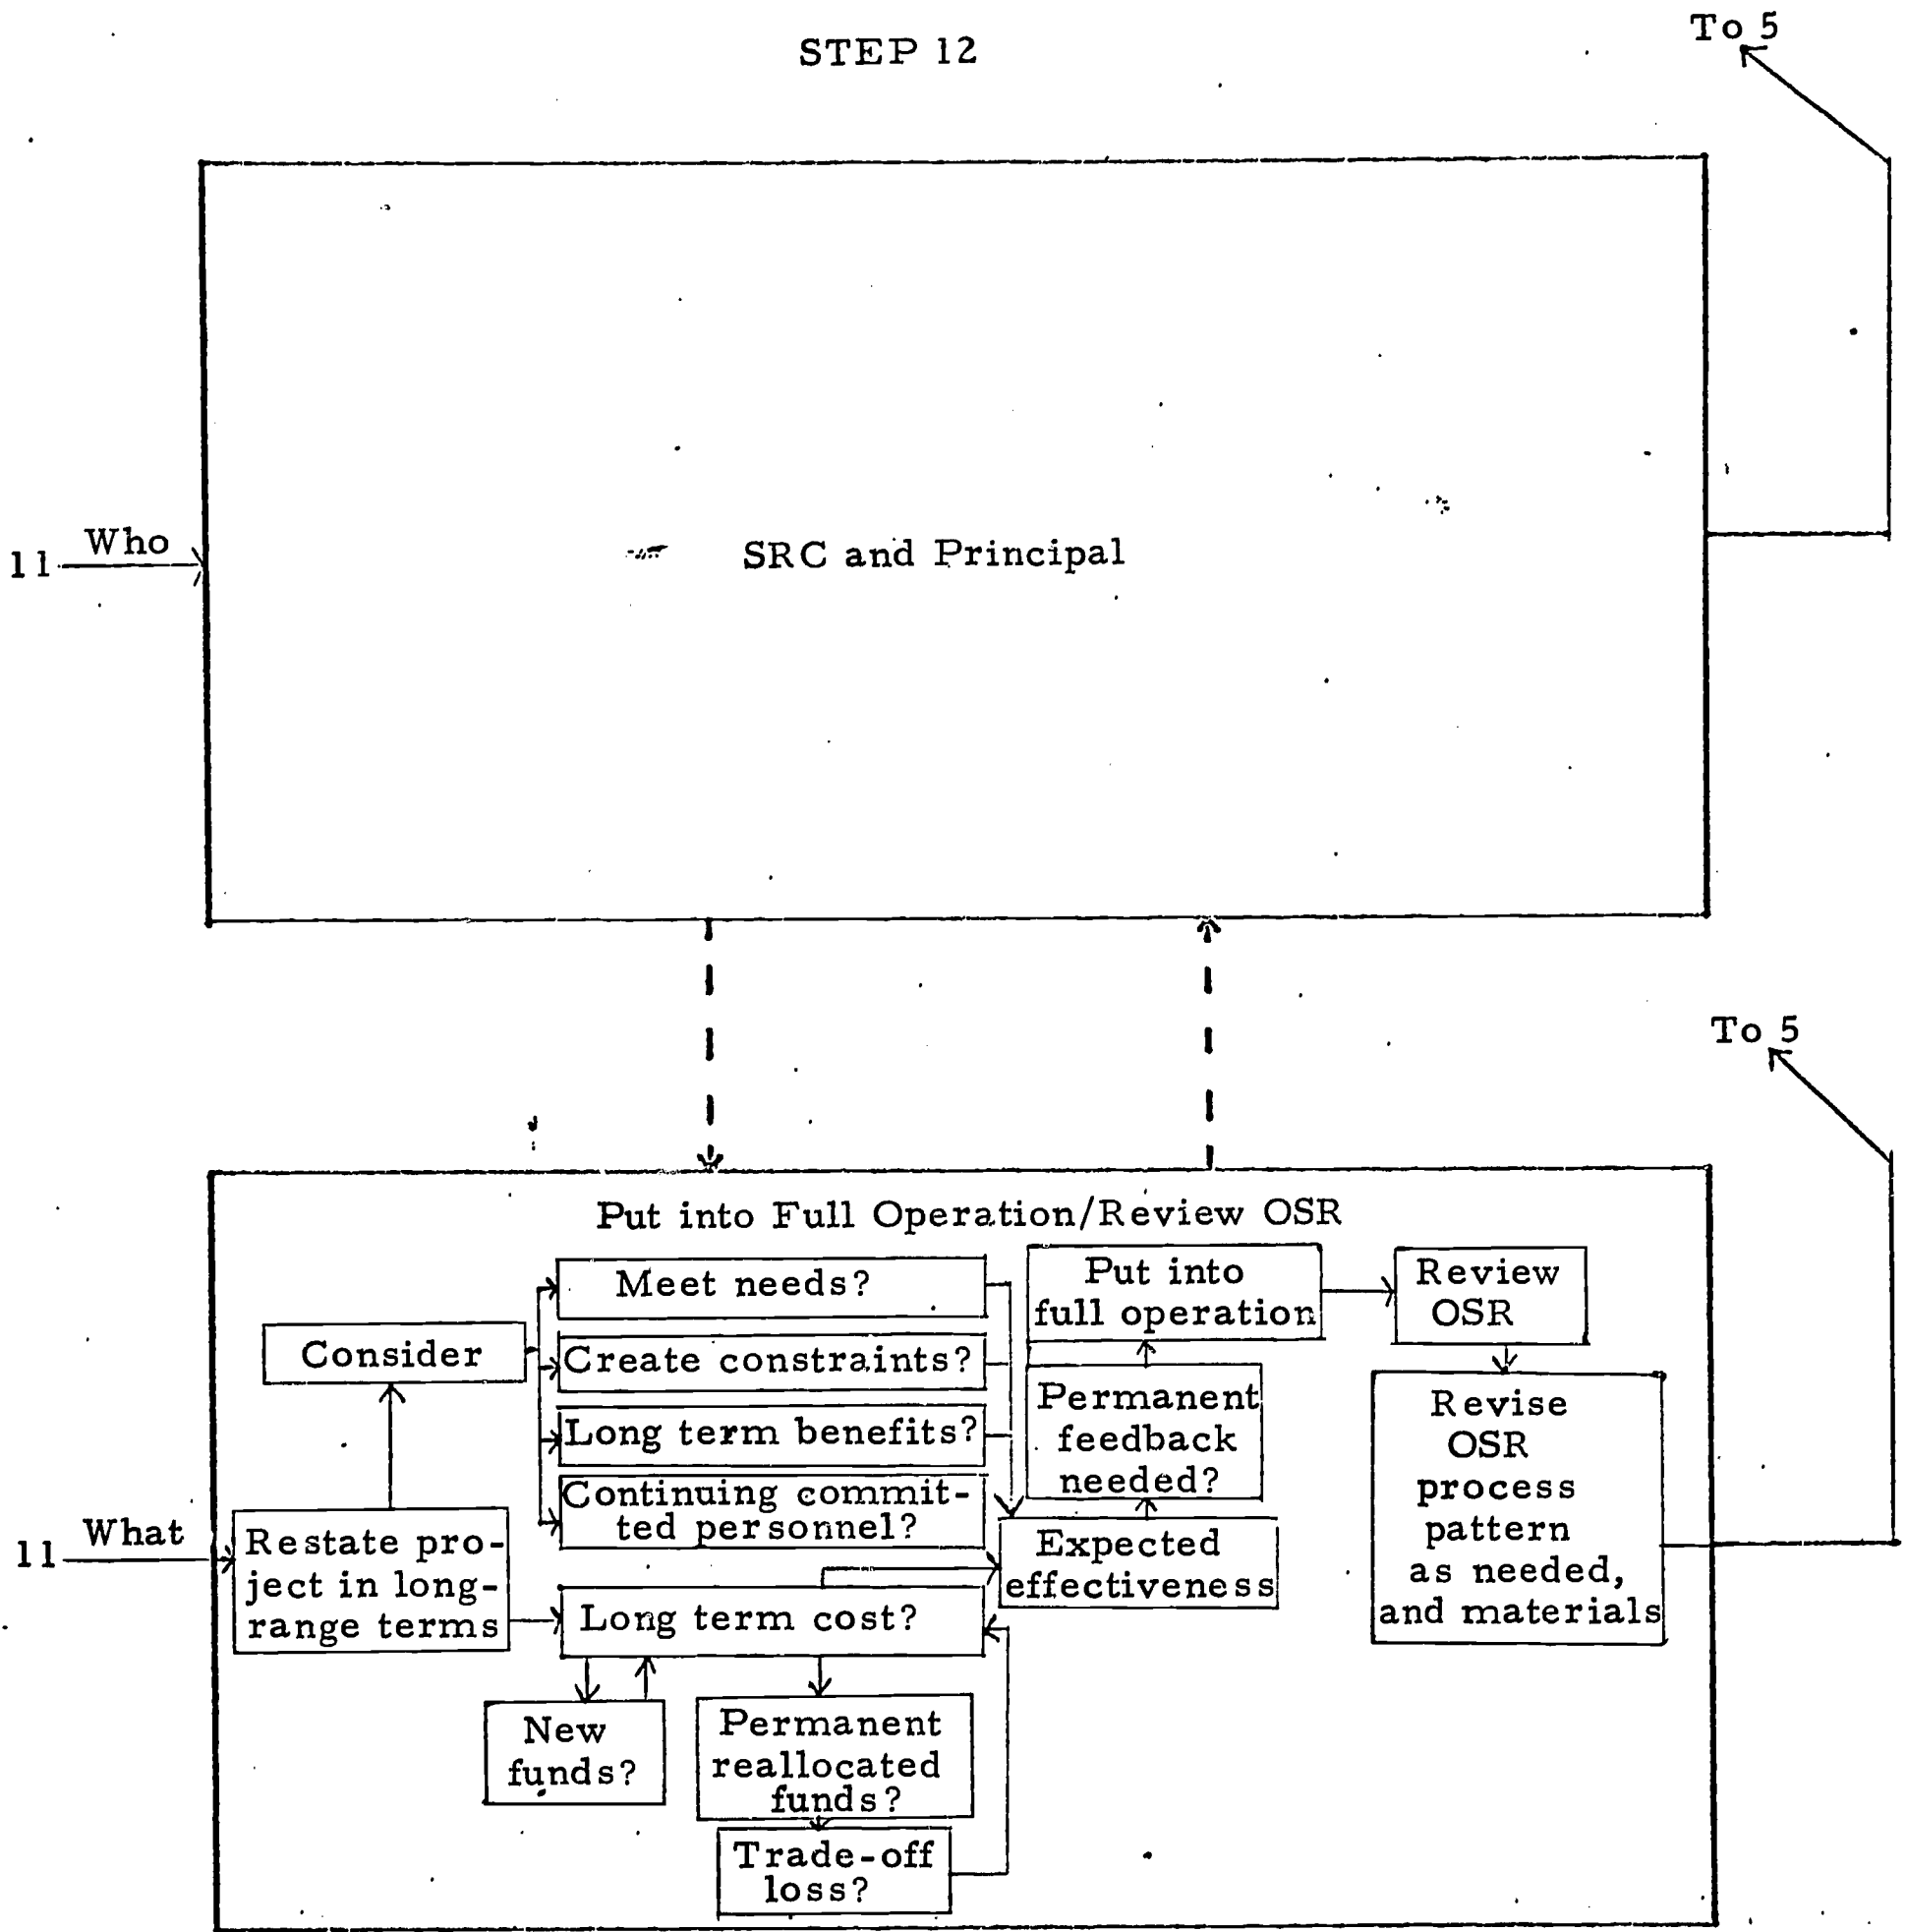 STEP 12
To 5
Who
11
SRC and Principal
To 5
Put into Full Operation/Review OSR
Meet needs?
Create constraints?
Long term benefits?
Continuing commit-
ted personnel?
Consider
What
11
Restate pro-
ject in long-
range terms
Long term cost?
New
funds?
Permanent
reallocated
funds?
Trade-off
loss?
Expected
effectiveness
Permanent
feedback
needed?
Put into
full operation
Review
OSR
Revise
OSR
process
pattern
as needed,
and materials